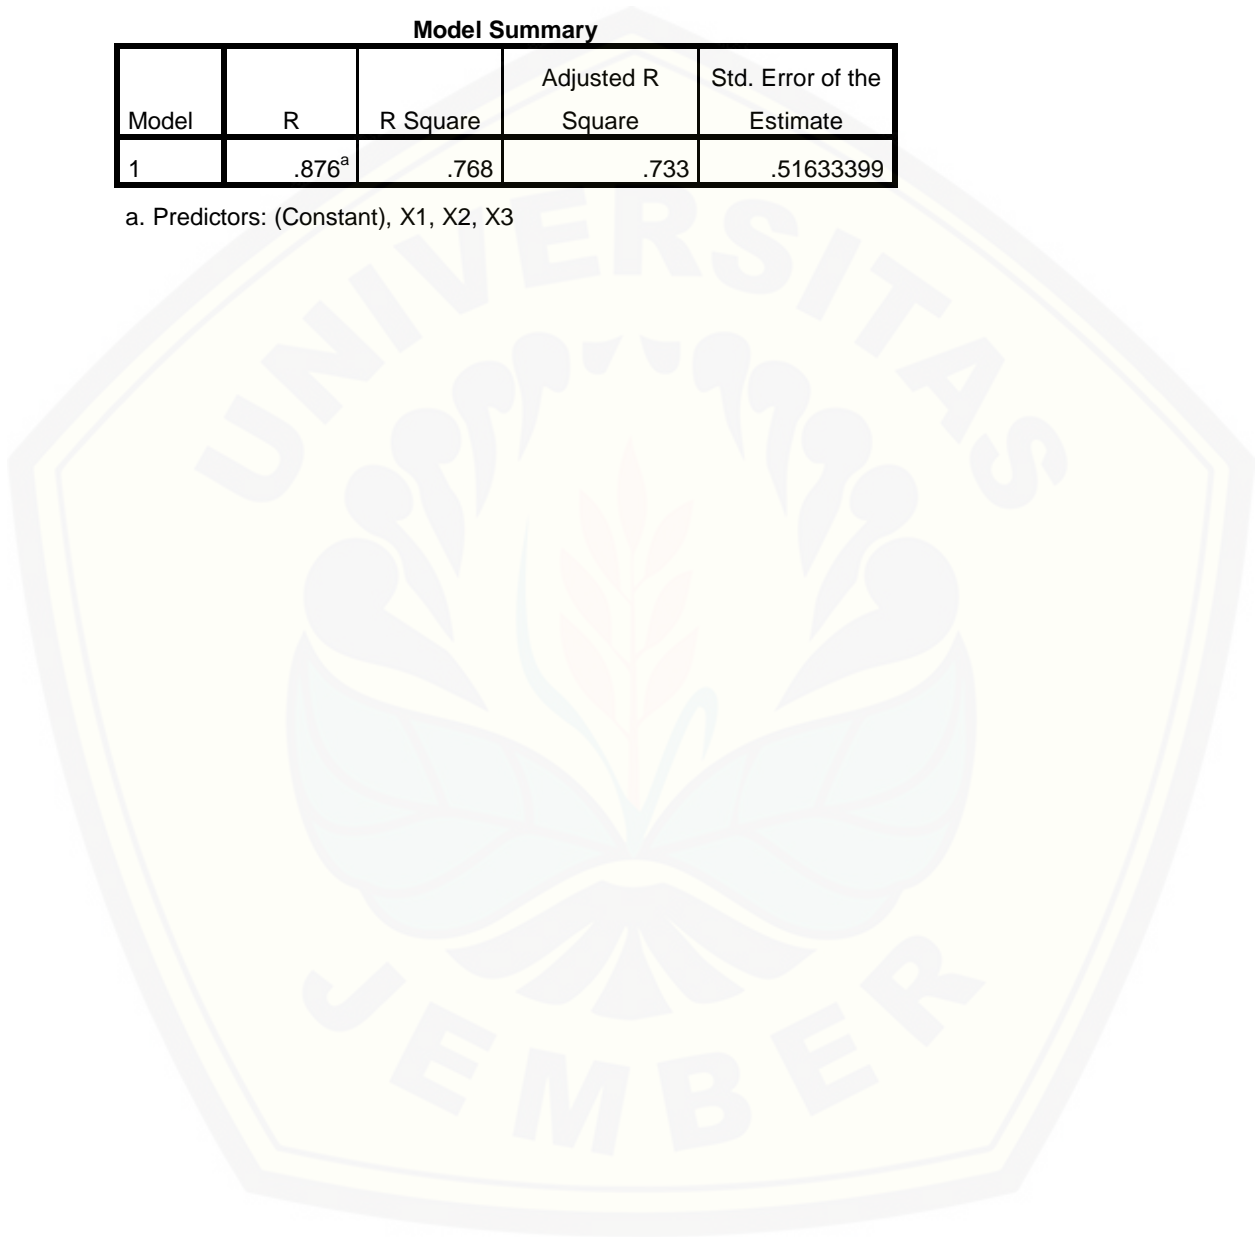 Model Summary
Model R R Square Adjusted R Square Std. Error of the Estimate
1 .876a .768 .733 .51633399
a. Predictors: (Constant), X1, X2, X3
UNIVERSITAS
JEMBER